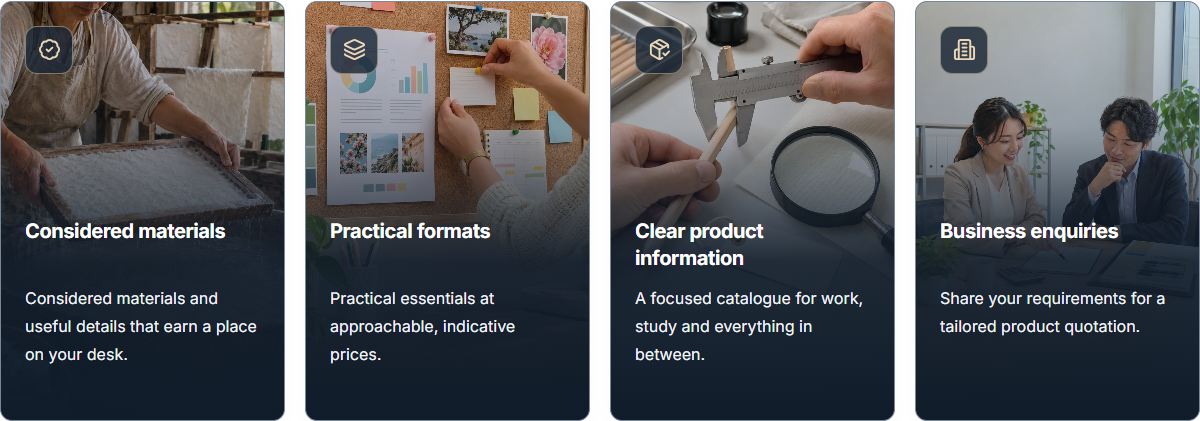 Considered materials
Considered materials and
useful details that earn a place
on your desk.
Practical formats
Practical essentials at
approachable, indicative
prices.
Clear product
information
A focused catalogue for work,
study and everything in
between.
Business enquiries
Share your requirements for a
tailored product quotation.